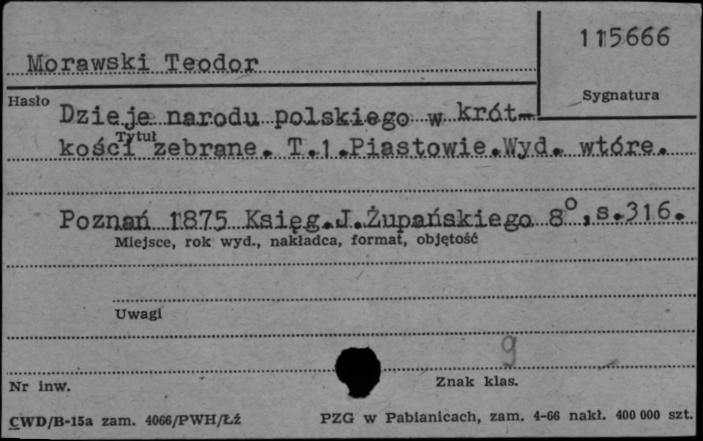 115666
Morawski Teodor
Sygnatura
Hasło
Dzieje narodu polskiego w krót-
Tytuł
kości zebrane. T.1.Piastowie.Wyd. wtóre.
Poznań 1875 Księg.J.Żupańskiego 8°,s.316.
Miejsce, rok wyd., nakładca, format, objętość
Uwagi
9
Nr inw.
Znak klas.
CWD/B-15a zam. 4066/PWH/Łź
PZG w Pabianicach, zam. 4-66 nakł. 400 000 szt.